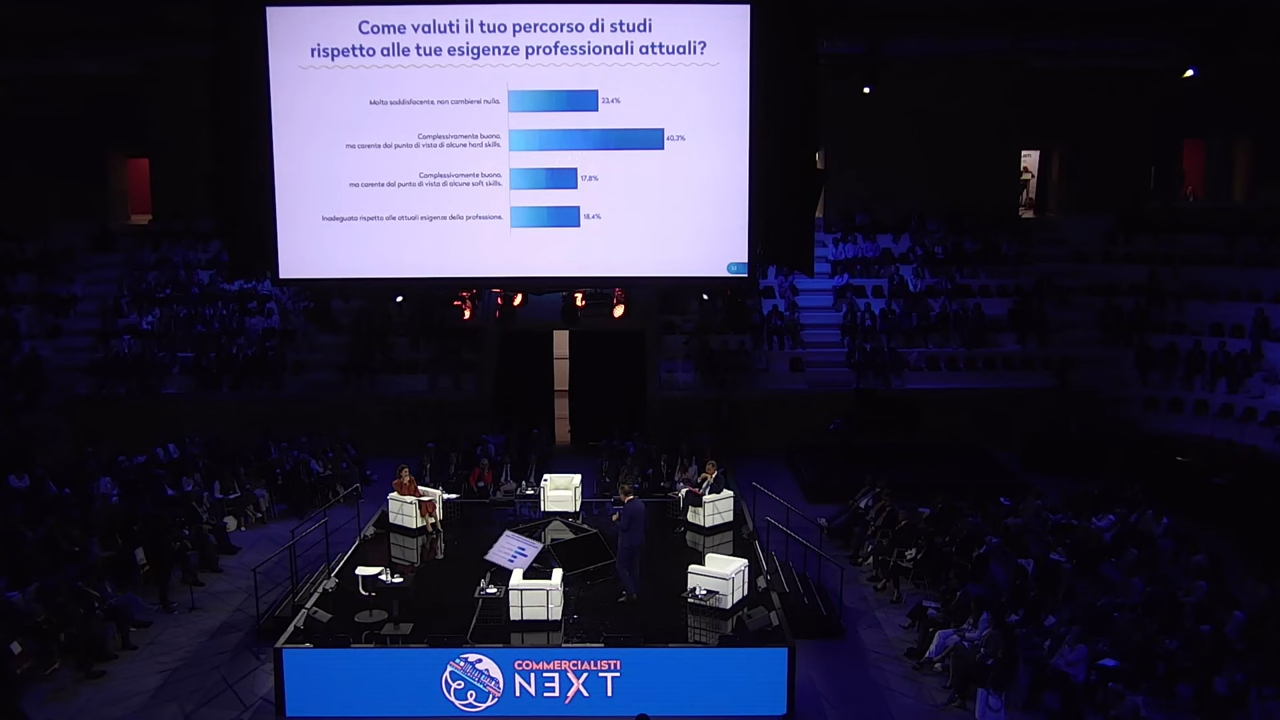 Come valuti il tuo percorso di studi
rispetto alle tue esigenze professionali attuali?
Molto soddisfacente, non cambierei nulla.
23,4%
Complessivamente buono,
ma carente dal punto di vista di alcune hard skills.
40,3%
Complessivamente buono,
ma carente dal punto di vista di alcune soft skills.
17,8%
Inadeguato rispetto alle attuali esigenze della professione.
18,4%
COMMERCIALISTI
NEXT